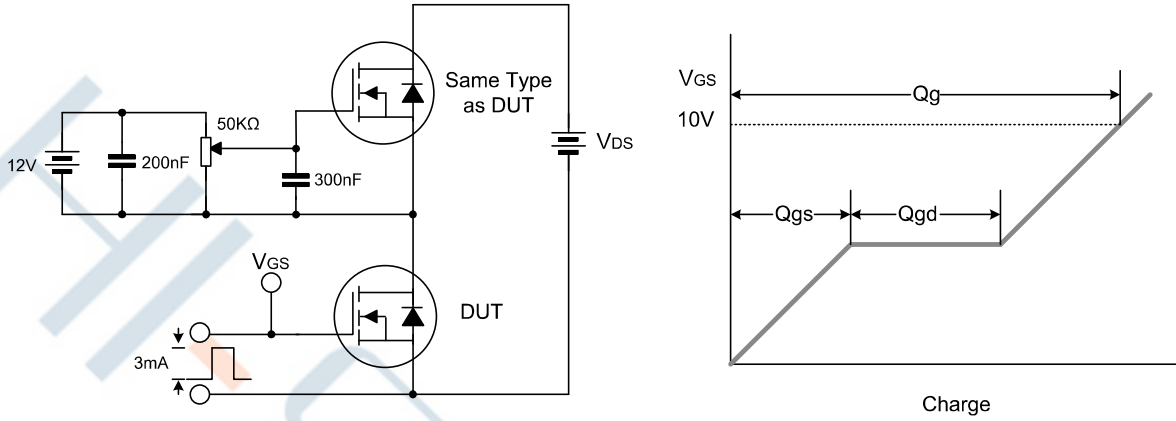 Same Type
as DUT
50KΩ
12V
200nF
300nF
VDS
VGS
DUT
3mA
VGS
10V
Qg
Qgs
Qgd
Charge